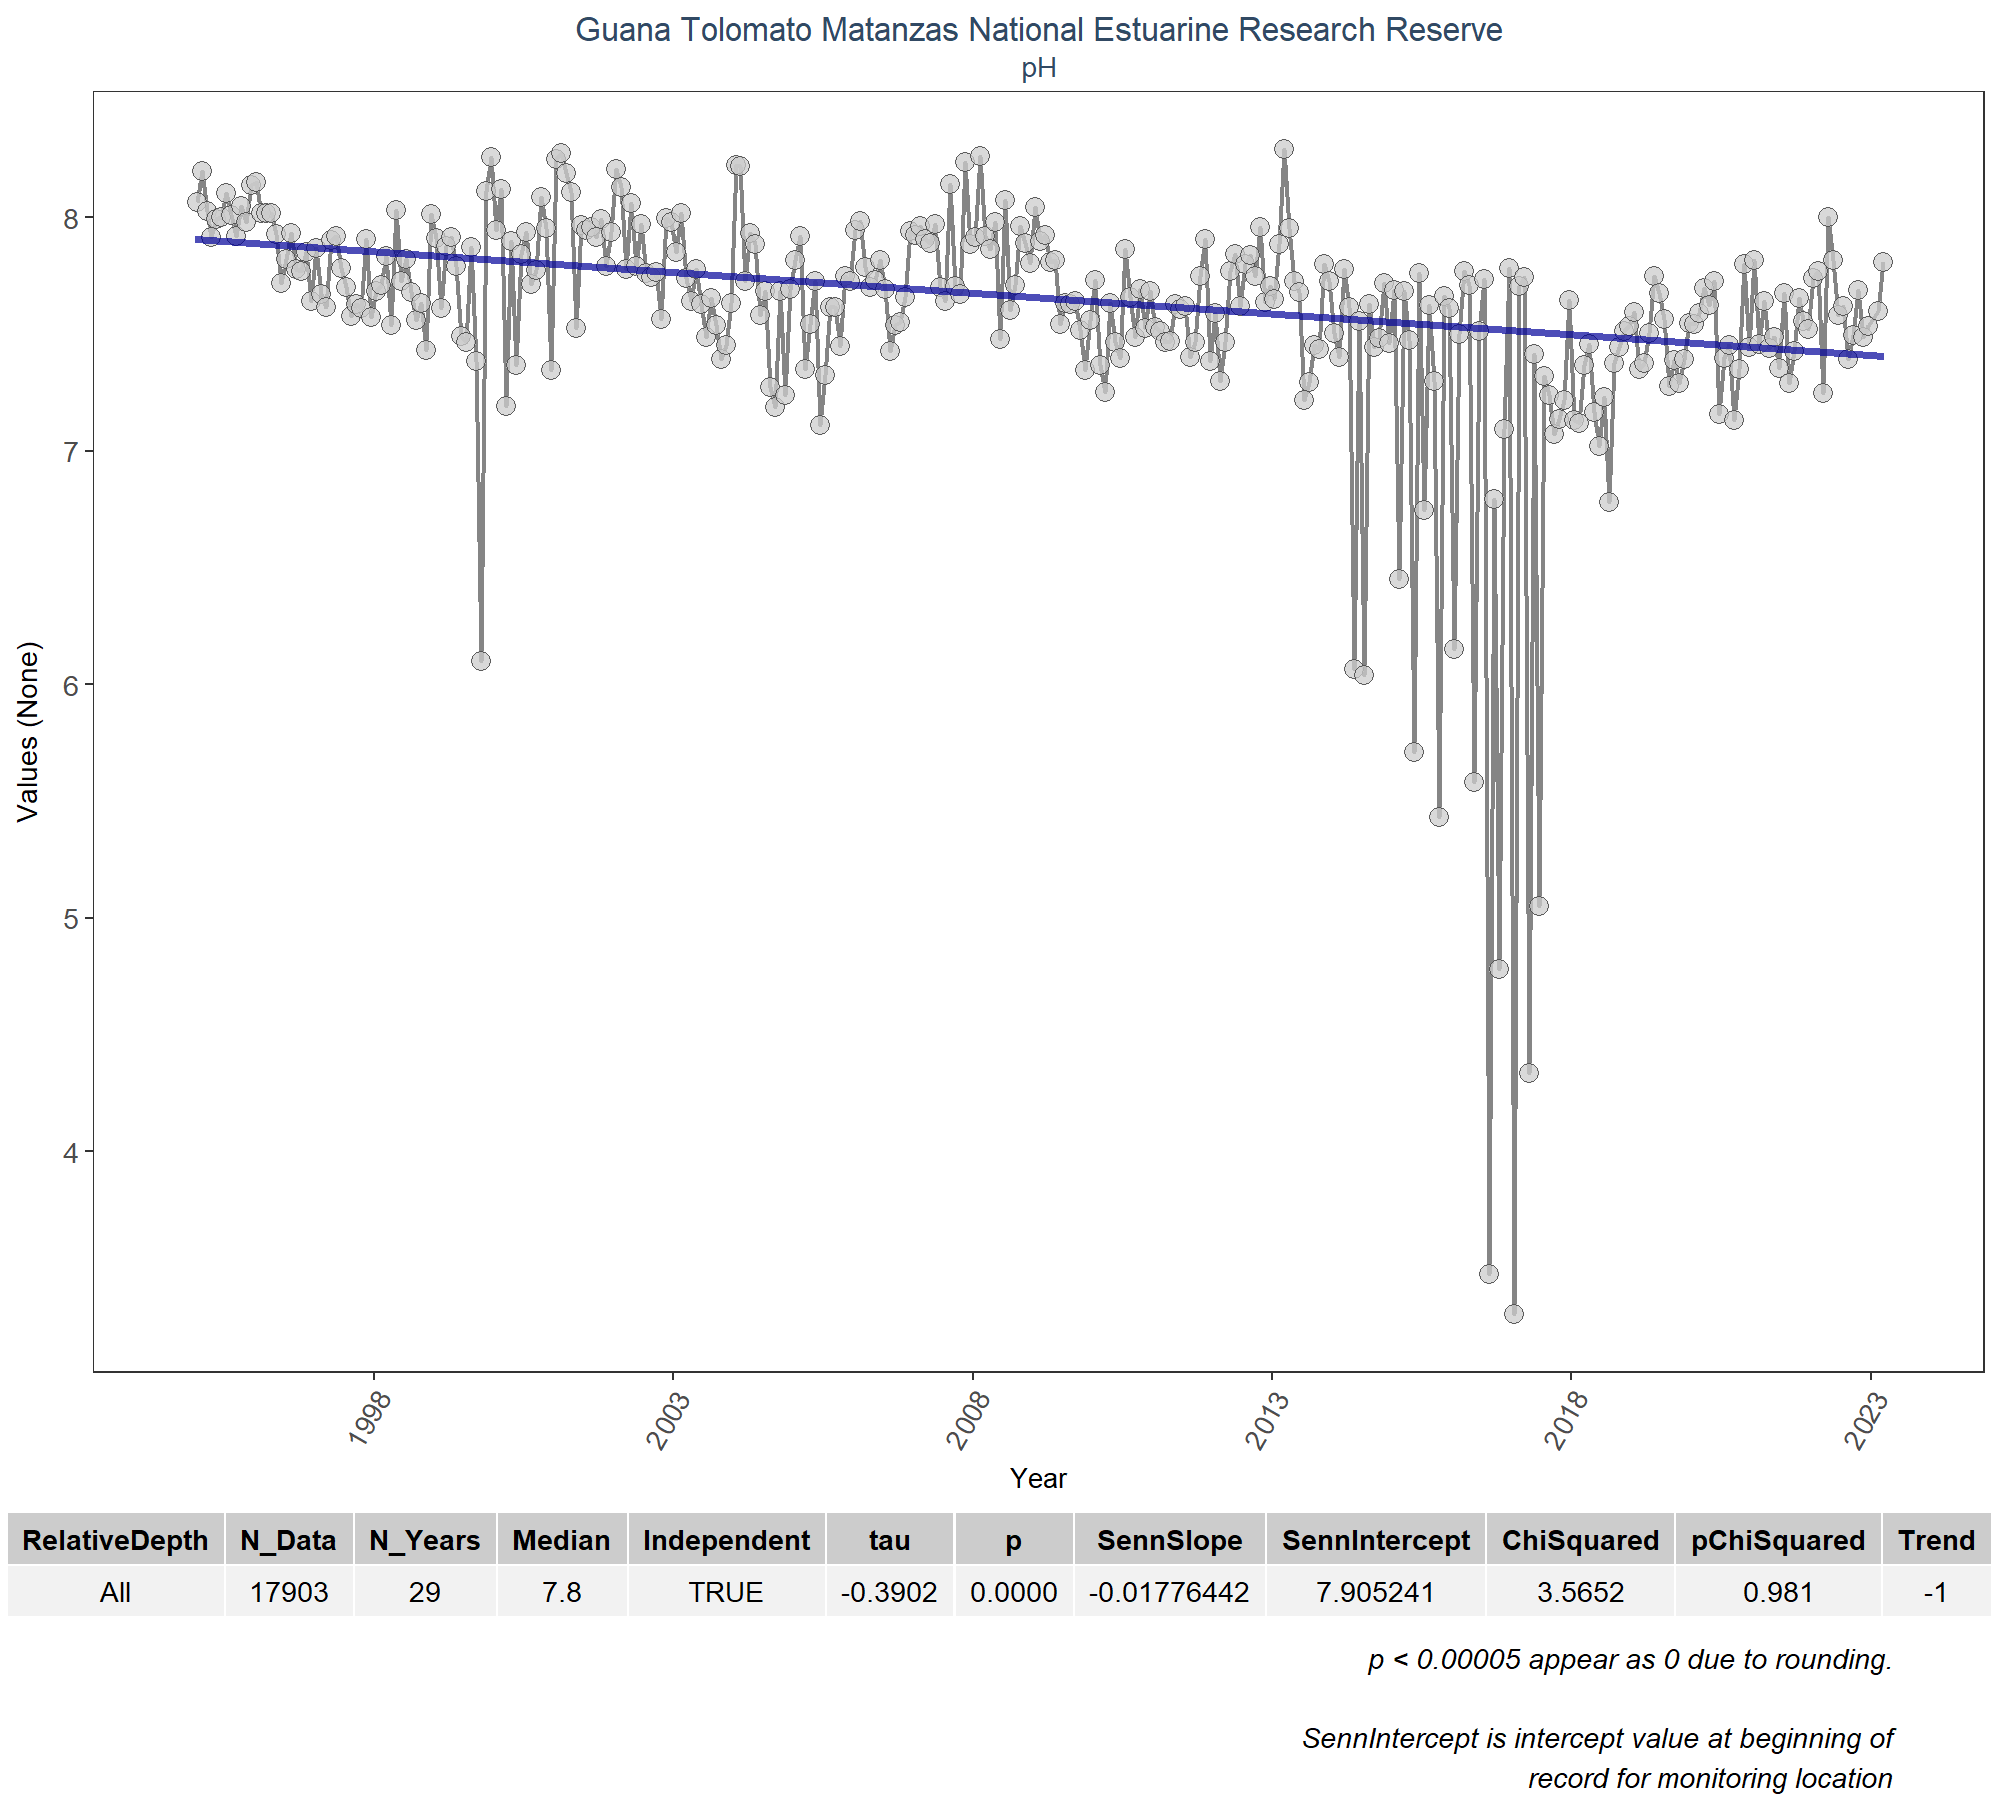 Guana Tolomato Matanzas National Estuarine Research Reserve
pH
Values (None)
8
7
6
5
4
1998 2003 2008 2013 2018 2023
Year
RelativeDepth N_Data N_Years Median Independent tau p SennSlope SennIntercept ChiSquared pChiSquared Trend
All 17903 29 7.8 TRUE -0.3902 0.0000 -0.01776442 7.905241 3.5652 0.981 -1
p < 0.00005 appear as 0 due to rounding.
SennIntercept is intercept value at beginning of
record for monitoring location